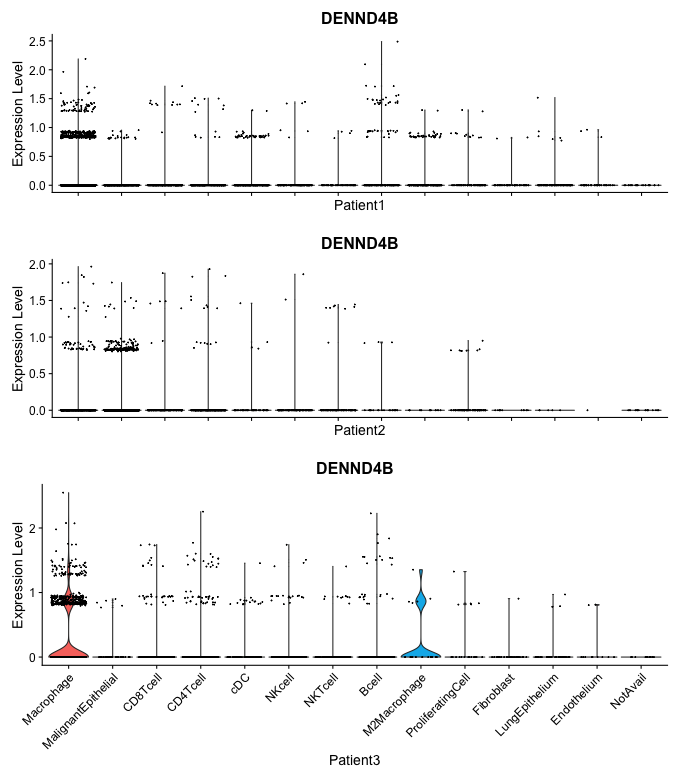 DENND4B
Expression Level
2.5
2.0
1.5
1.0
0.5
0.0
Patient1
DENND4B
Expression Level
2.0
1.5
1.0
0.5
0.0
Patient2
DENND4B
Expression Level
2
1
0
Macrophage
MalignantEpithelial
CD8Tcell
CD4Tcell
cDC
NKcell
NKTcell
Bcell
M2Macrophage
ProliferatingCell
Fibroblast
LungEpithelium
Endothelium
NotAvail
Patient3